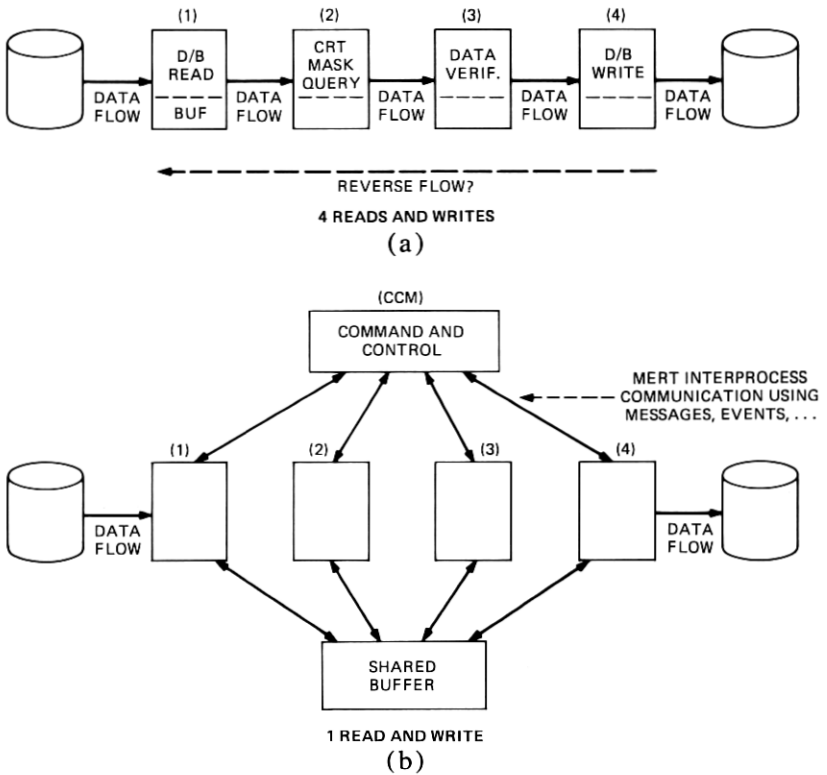 (1)
(2)
(3)
(4)
D/B
READ
BUF
CRT
MASK
QUERY
DATA
VERIF.
D/B
WRITE
DATA
FLOW
DATA
FLOW
DATA
FLOW
DATA
FLOW
DATA
FLOW
REVERSE FLOW?
4 READS AND WRITES
(a)
(CCM)
COMMAND AND
CONTROL
MERT INTERPROCESS
COMMUNICATION USING
MESSAGES, EVENTS, . . .
(1)
(2)
(3)
(4)
DATA
FLOW
DATA
FLOW
SHARED
BUFFER
1 READ AND WRITE
(b)